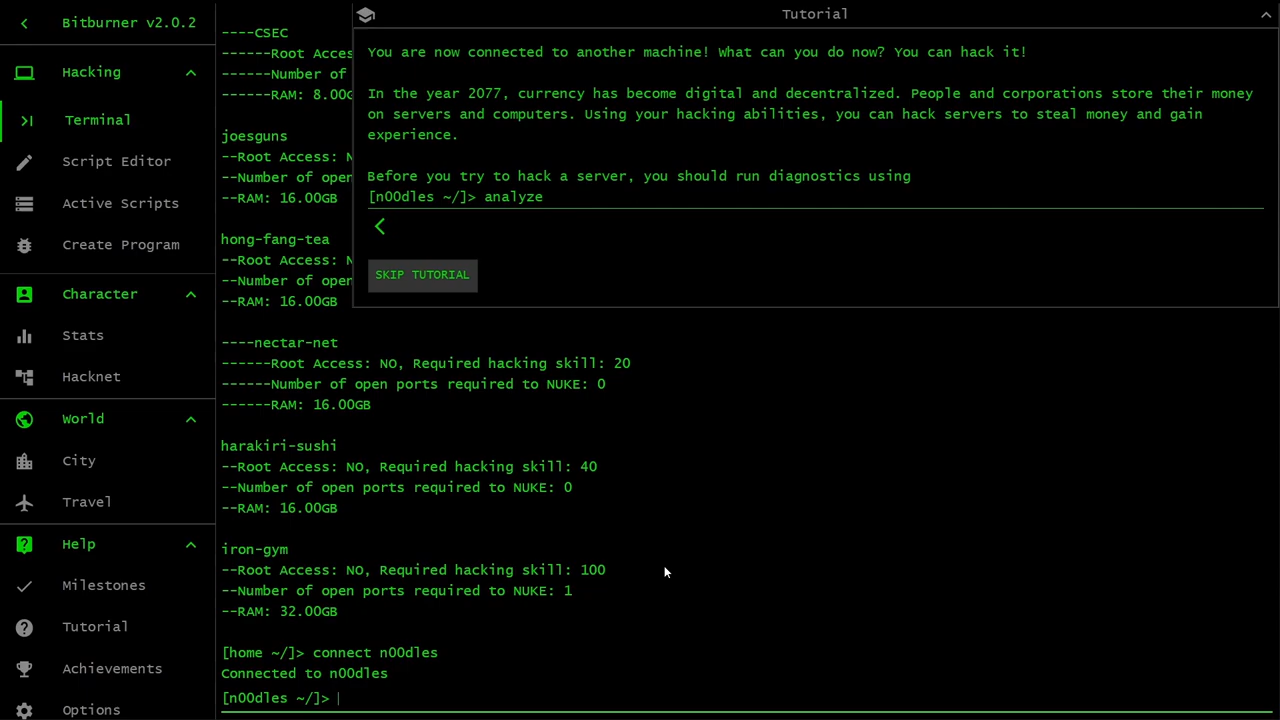 Bitburner v2.0.2
Hacking
Terminal
Script Editor
Active Scripts
Create Program
Character
Stats
Hacknet
World
City
Travel
Help
Milestones
Tutorial
Achievements
Options
----CSEC
------Root Acces
------Number of
------RAM: 8.00G
joesguns
--Root Access: N
--Number of open
--RAM: 16.00GB
hong-fang-tea
--Root Access: N
--Number of open
--RAM: 16.00GB
----nectar-net
------Root Access: NO, Required hacking skill: 20
------Number of open ports required to NUKE: 0
------RAM: 16.00GB
harakiri-sushi
--Root Access: NO, Required hacking skill: 40
--Number of open ports required to NUKE: 0
--RAM: 16.00GB
iron-gym
--Root Access: NO, Required hacking skill: 100
--Number of open ports required to NUKE: 1
--RAM: 32.00GB
[home ~/]> connect n00dles
Connected to n00dles
[n00dles ~/]>
Tutorial
You are now connected to another machine! What can you do now? You can hack it!
In the year 2077, currency has become digital and decentralized. People and corporations store their money
on servers and computers. Using your hacking abilities, you can hack servers to steal money and gain
experience.
Before you try to hack a server, you should run diagnostics using
[n00dles ~/]> analyze
SKIP TUTORIAL